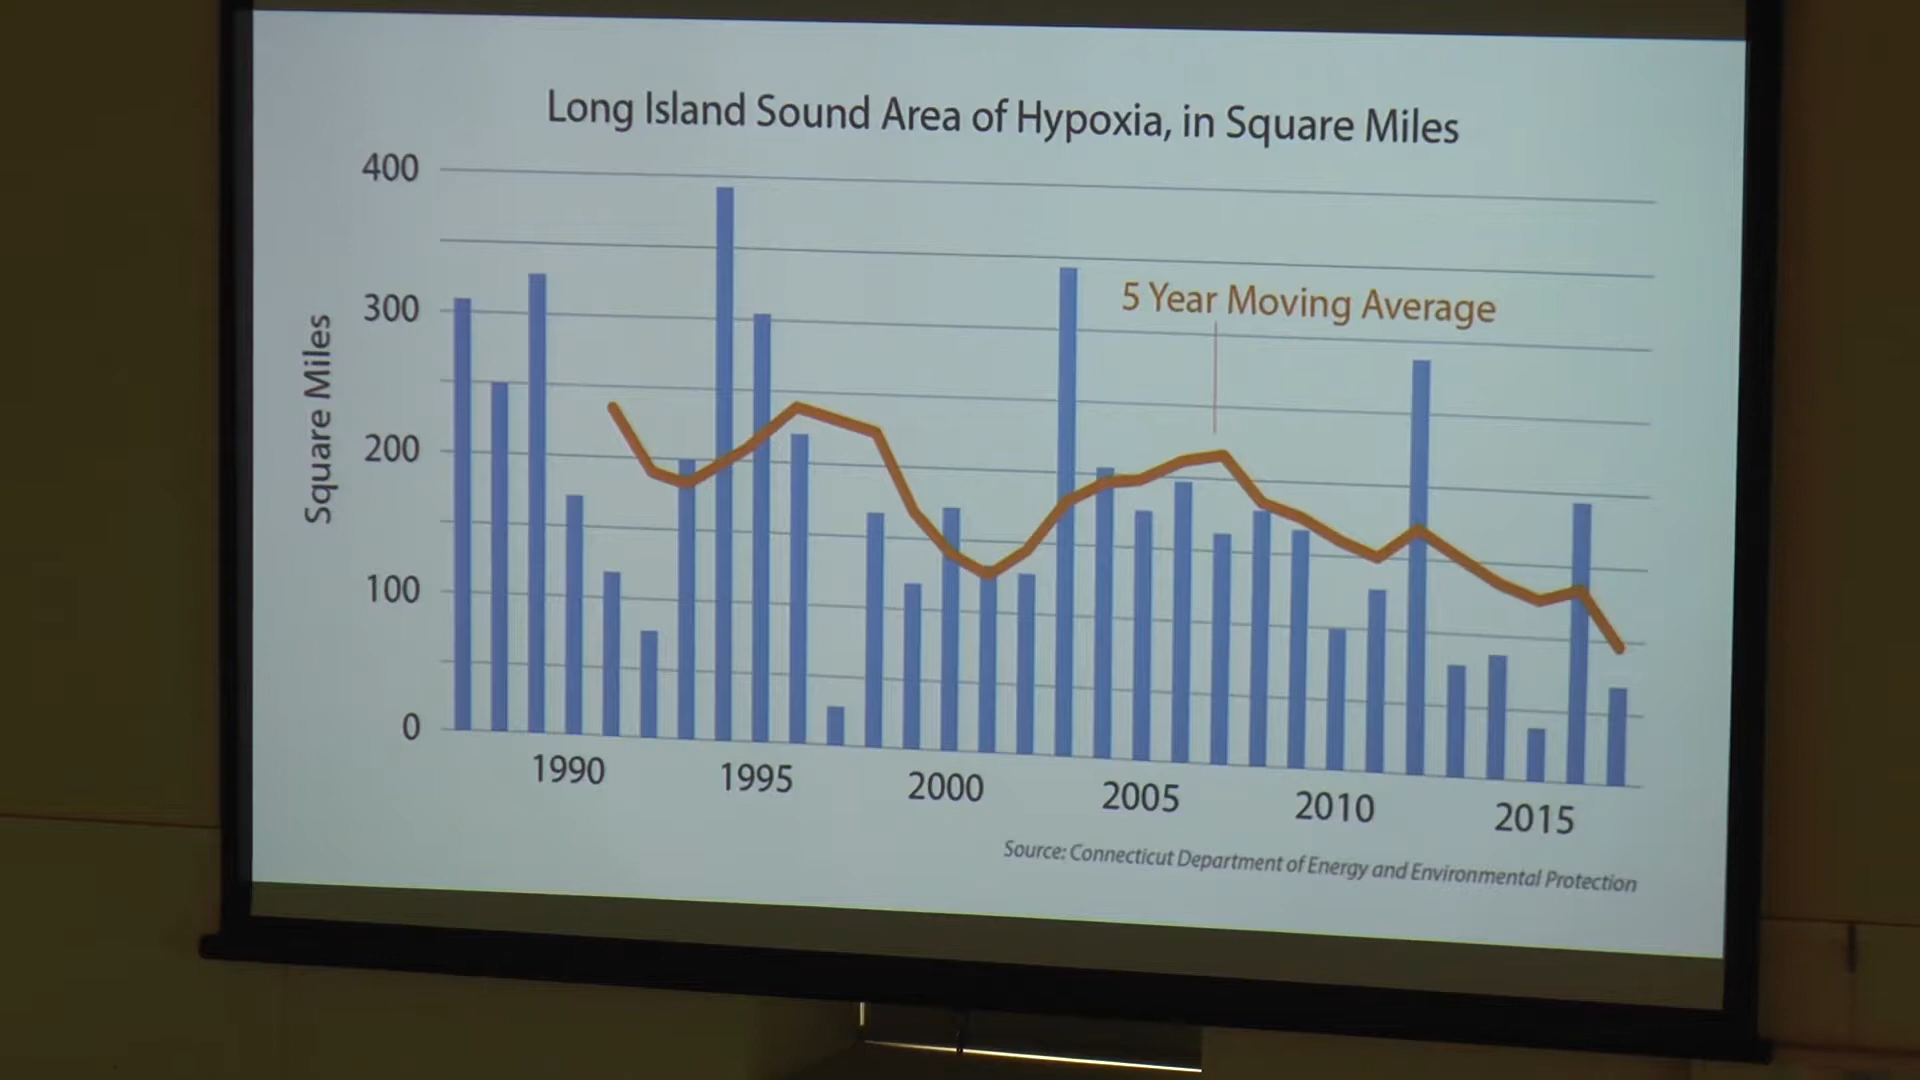 Long Island Sound Area of Hypoxia, in Square Miles
400
300
200
100
0
Square Miles
5 Year Moving Average
1990 1995 2000 2005 2010 2015
Source: Connecticut Department of Energy and Environmental Protection